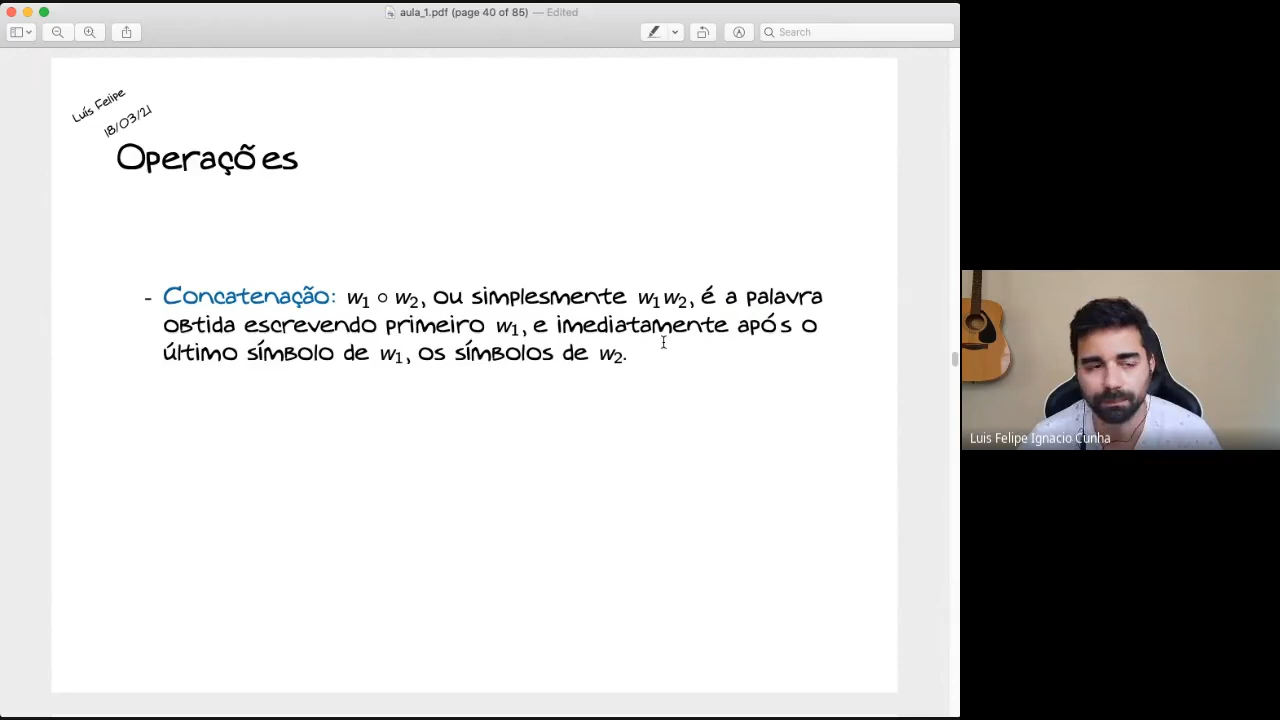 aula_1.pdf (page 40 of 85) — Edited
Search
Luís Felipe
18/03/21
Operações
- Concatenação: w₁ ∘ w₂, ou simplesmente w₁w₂, é a palavra
obtida escrevendo primeiro w₁, e imediatamente após o
último símbolo de w₁, os símbolos de w₂.
Luis Felipe Ignacio Cunha